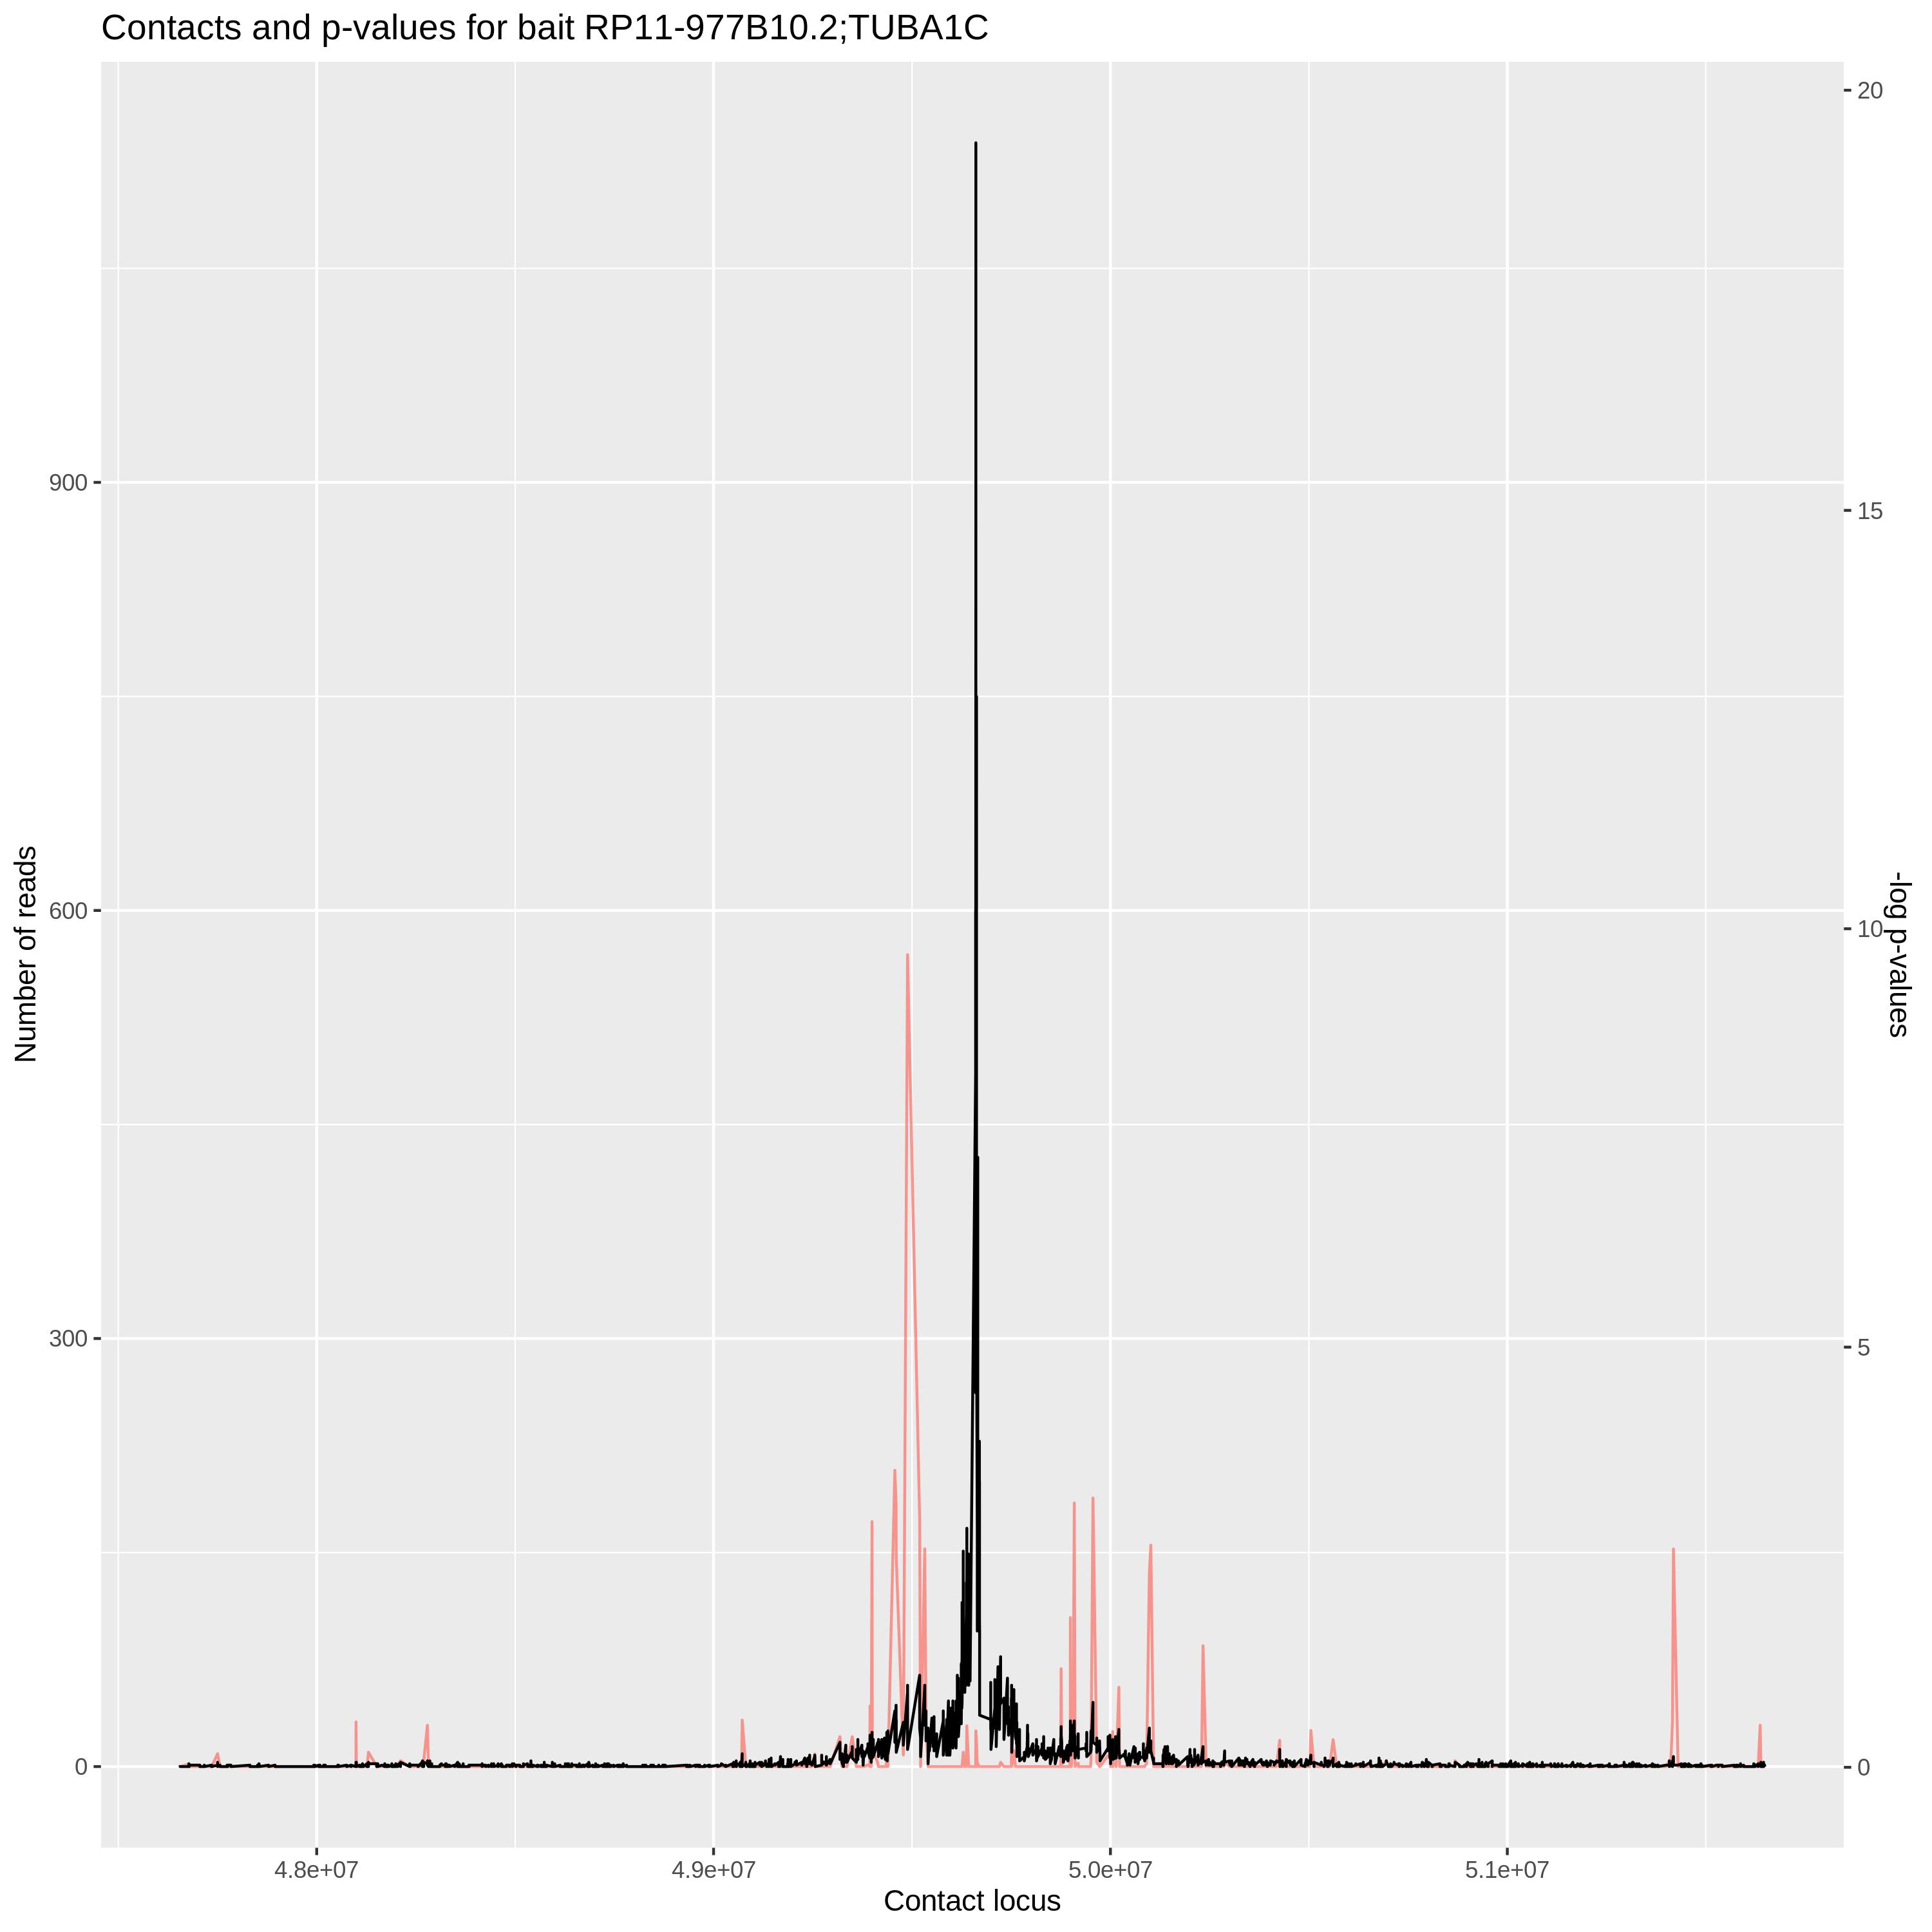 Contacts and p-values for bait RP11-977B10.2;TUBA1C
20
900
15
600
10
300
5
0
0
Number of reads
-log p-values
4.8e+07 4.9e+07 5.0e+07 5.1e+07
Contact locus